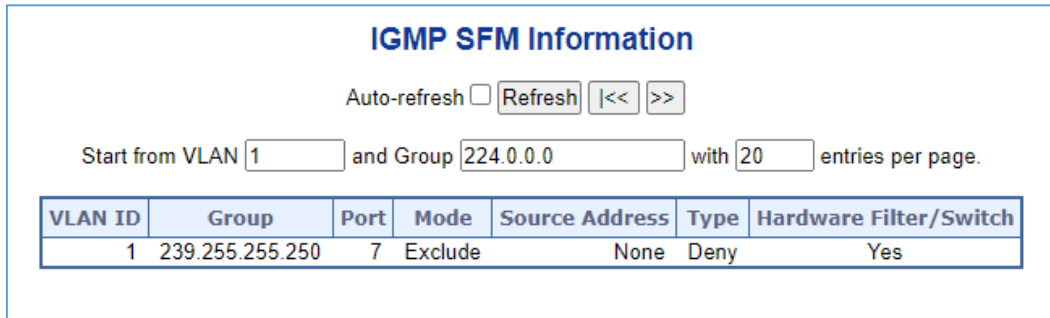 IGMP SFM Information
Auto-refresh Refresh |<< >>
Start from VLAN 1 and Group 224.0.0.0 with 20 entries per page.
VLAN ID Group Port Mode Source Address Type Hardware Filter/Switch
1 239.255.255.250 7 Exclude None Deny Yes